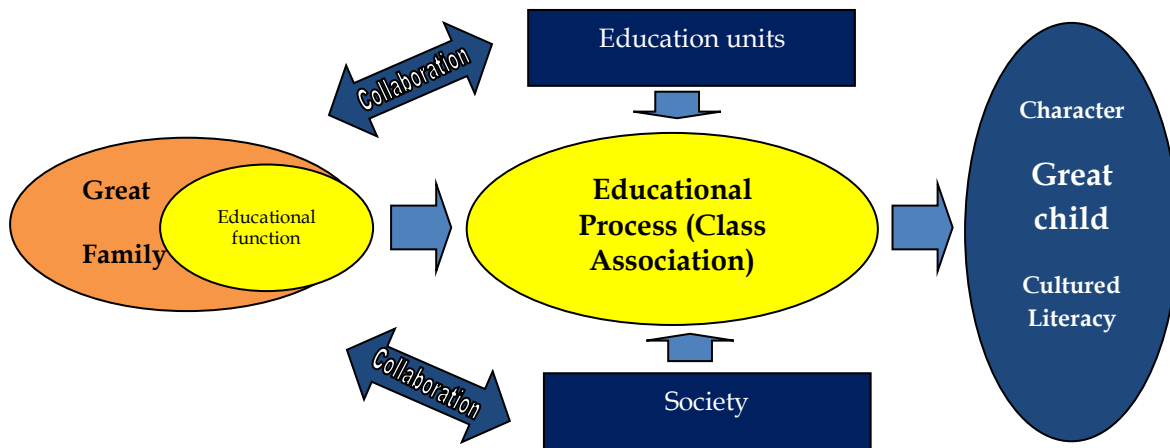 Education units
Collaboration
Great
Family
Educational
function
Educational
Process (Class
Association)
Character
Great
child
Cultured
Literacy
Collaboration
Society